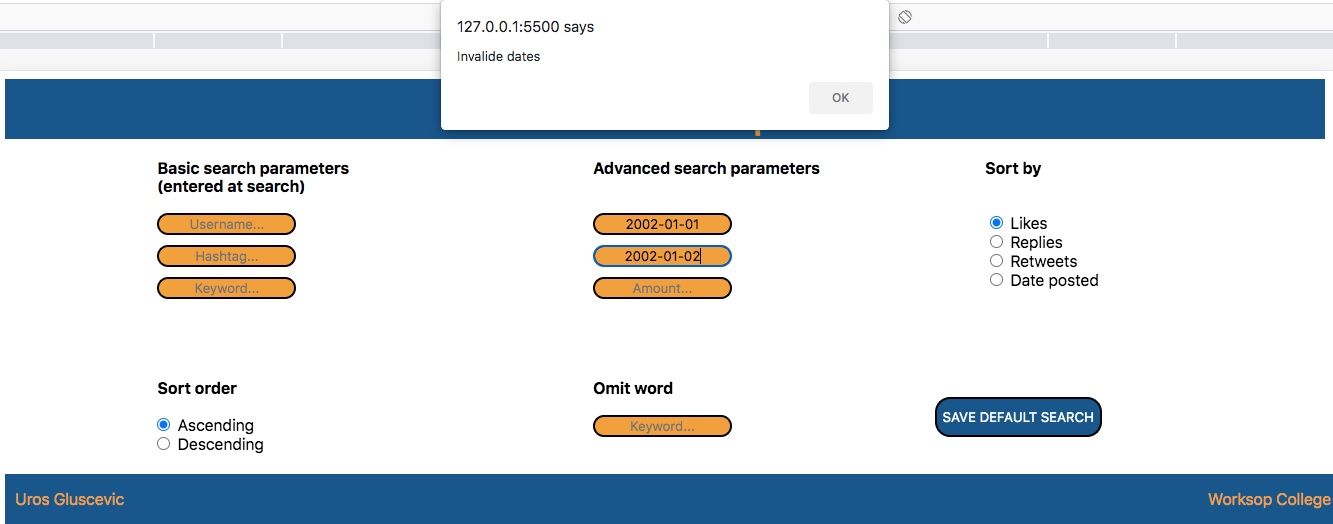 127.0.0.1:5500 says
Invalide dates
OK
Basic search parameters
(entered at search)
Username...
Hashtag...
Keyword...
Advanced search parameters
2002-01-01
2002-01-02
Amount...
Sort by
Likes
Replies
Retweets
Date posted
Sort order
Ascending
Descending
Omit word
Keyword...
SAVE DEFAULT SEARCH
Uros Gluscevic
Worksop College